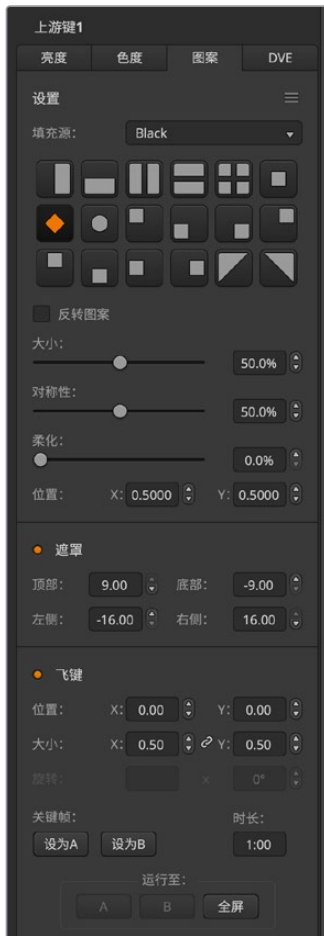 上游键1
亮度 色度 图案 DVE
设置
填充源: Black
反转图案
大小:
50.0%
对称性:
50.0%
柔化:
0.0%
位置: X: 0.5000 Y: 0.5000
遮罩
顶部: 9.00 底部: -9.00
左侧: -16.00 右侧: 16.00
飞键
位置: X: 0.00 Y: 0.00
大小: X: 0.50 Y: 0.50
旋转: x 0°
关键帧: 时长:
设为A 设为B 1:00
运行至:
A B 全屏